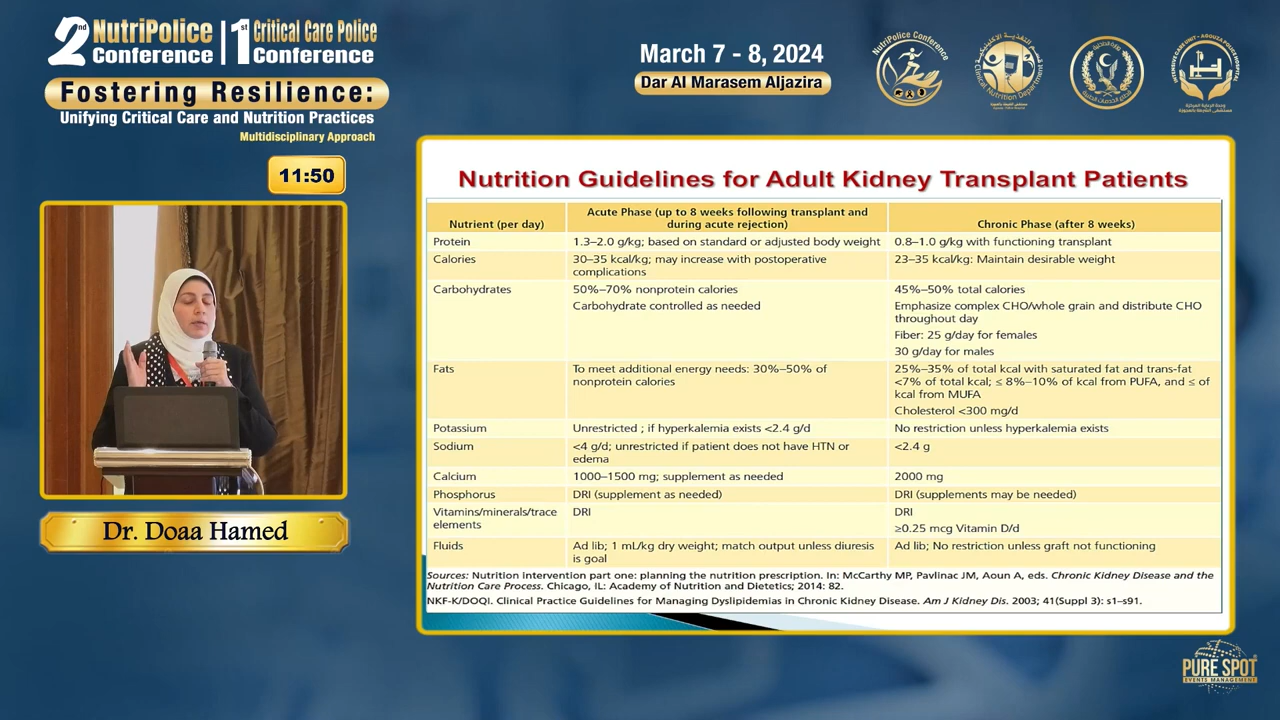 2nd NutriPolice Conference | 1st Critical Care Police Conference
Fostering Resilience:
Unifying Critical Care and Nutrition Practices
Multidisciplinary Approach
March 7 - 8, 2024
Dar Al Marasem Aljazira
NutriPolice Conference
11:50
Dr. Doaa Hamed
Nutrition Guidelines for Adult Kidney Transplant Patients
Nutrient (per day)
Acute Phase (up to 8 weeks following transplant and
during acute rejection)
Chronic Phase (after 8 weeks)
Protein
1.3–2.0 g/kg; based on standard or adjusted body weight
0.8–1.0 g/kg with functioning transplant
Calories
30–35 kcal/kg; may increase with postoperative
complications
23–35 kcal/kg: Maintain desirable weight
Carbohydrates
50%–70% nonprotein calories
Carbohydrate controlled as needed
45%–50% total calories
Emphasize complex CHO/whole grain and distribute CHO
throughout day
Fiber: 25 g/day for females
30 g/day for males
Fats
To meet additional energy needs: 30%–50% of
nonprotein calories
25%–35% of total kcal with saturated fat and trans-fat
<7% of total kcal; ≤ 8%–10% of kcal from PUFA, and ≤ of
kcal from MUFA
Cholesterol <300 mg/d
Potassium
Unrestricted ; if hyperkalemia exists <2.4 g/d
No restriction unless hyperkalemia exists
Sodium
<4 g/d; unrestricted if patient does not have HTN or
edema
<2.4 g
Calcium
1000–1500 mg; supplement as needed
2000 mg
Phosphorus
DRI (supplement as needed)
DRI (supplements may be needed)
Vitamins/minerals/trace
elements
DRI
DRI
≥0.25 mcg Vitamin D/d
Fluids
Ad lib; 1 mL/kg dry weight; match output unless diuresis
is goal
Ad lib; No restriction unless graft not functioning
Sources: Nutrition intervention part one: planning the nutrition prescription. In: McCarthy MP, Pavlinac JM, Aoun A, eds. Chronic Kidney Disease and the
Nutrition Care Process. Chicago, IL: Academy of Nutrition and Dietetics; 2014: 82.
NKF-K/DOQI. Clinical Practice Guidelines for Managing Dyslipidemias in Chronic Kidney Disease. Am J Kidney Dis. 2003; 41(Suppl 3): s1–s91.
PURE SPOT
EVENTS MANAGEMENT